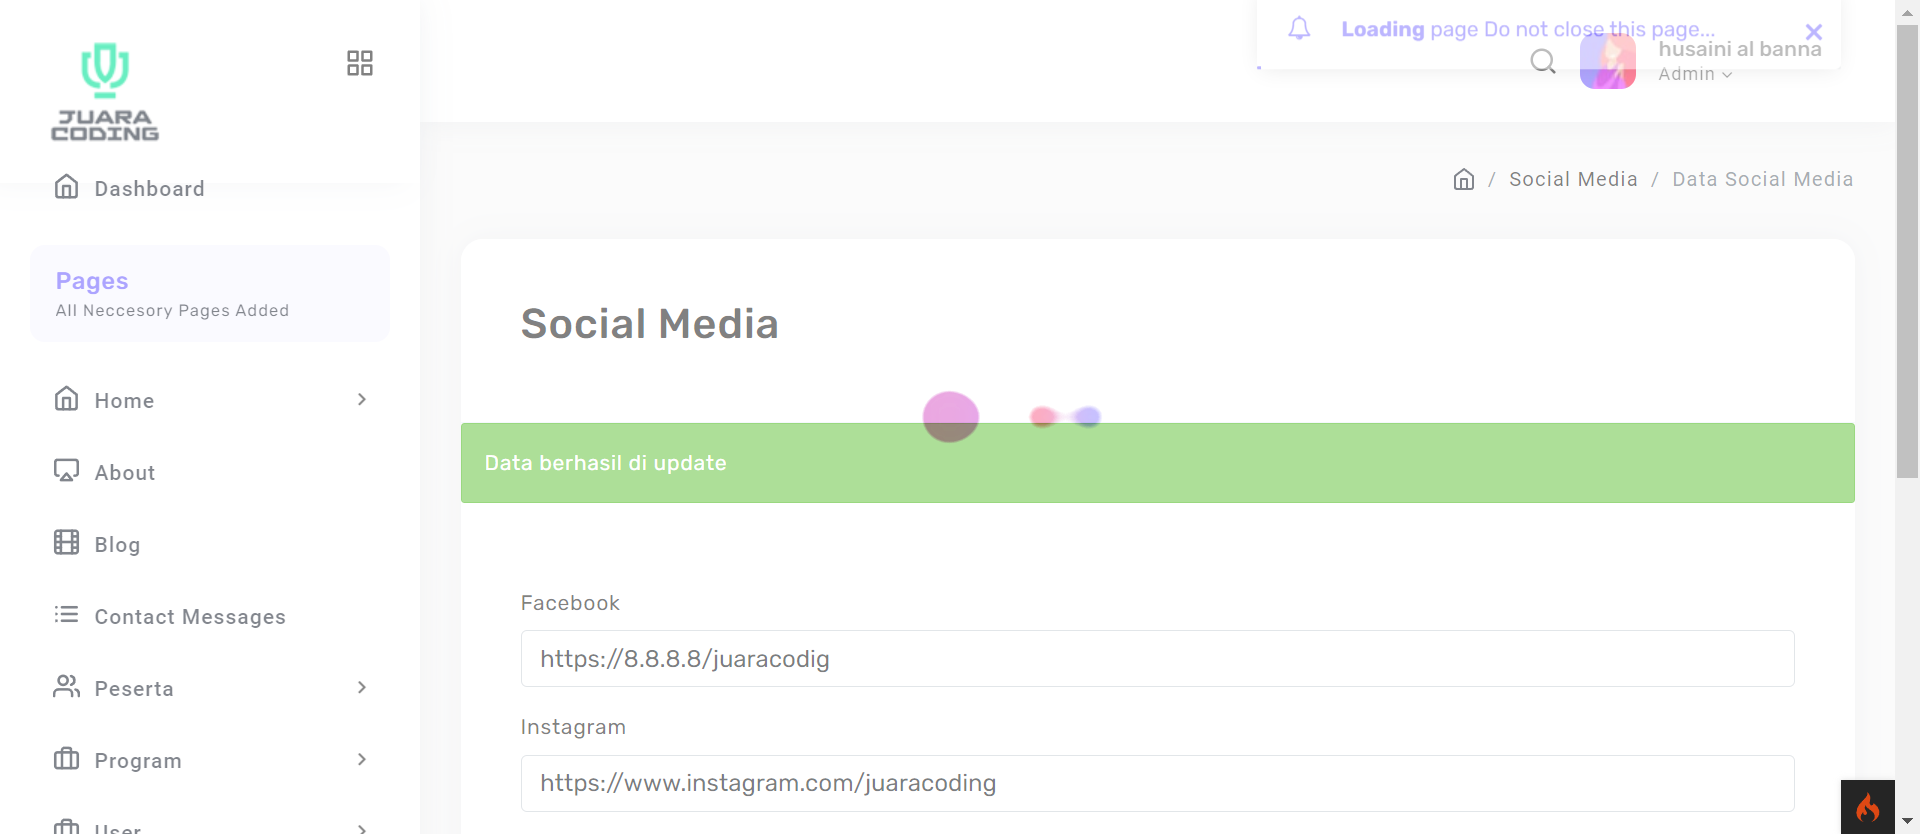 JUARA
CODING
Dashboard
Pages
All Neccesory Pages Added
Home
About
Blog
Contact Messages
Peserta
Program
User
Loading page Do not close this page...
husaini al banna
Admin
/ Social Media / Data Social Media
Social Media
Data berhasil di update
Facebook
https://8.8.8.8/juaracodig
Instagram
https://www.instagram.com/juaracoding